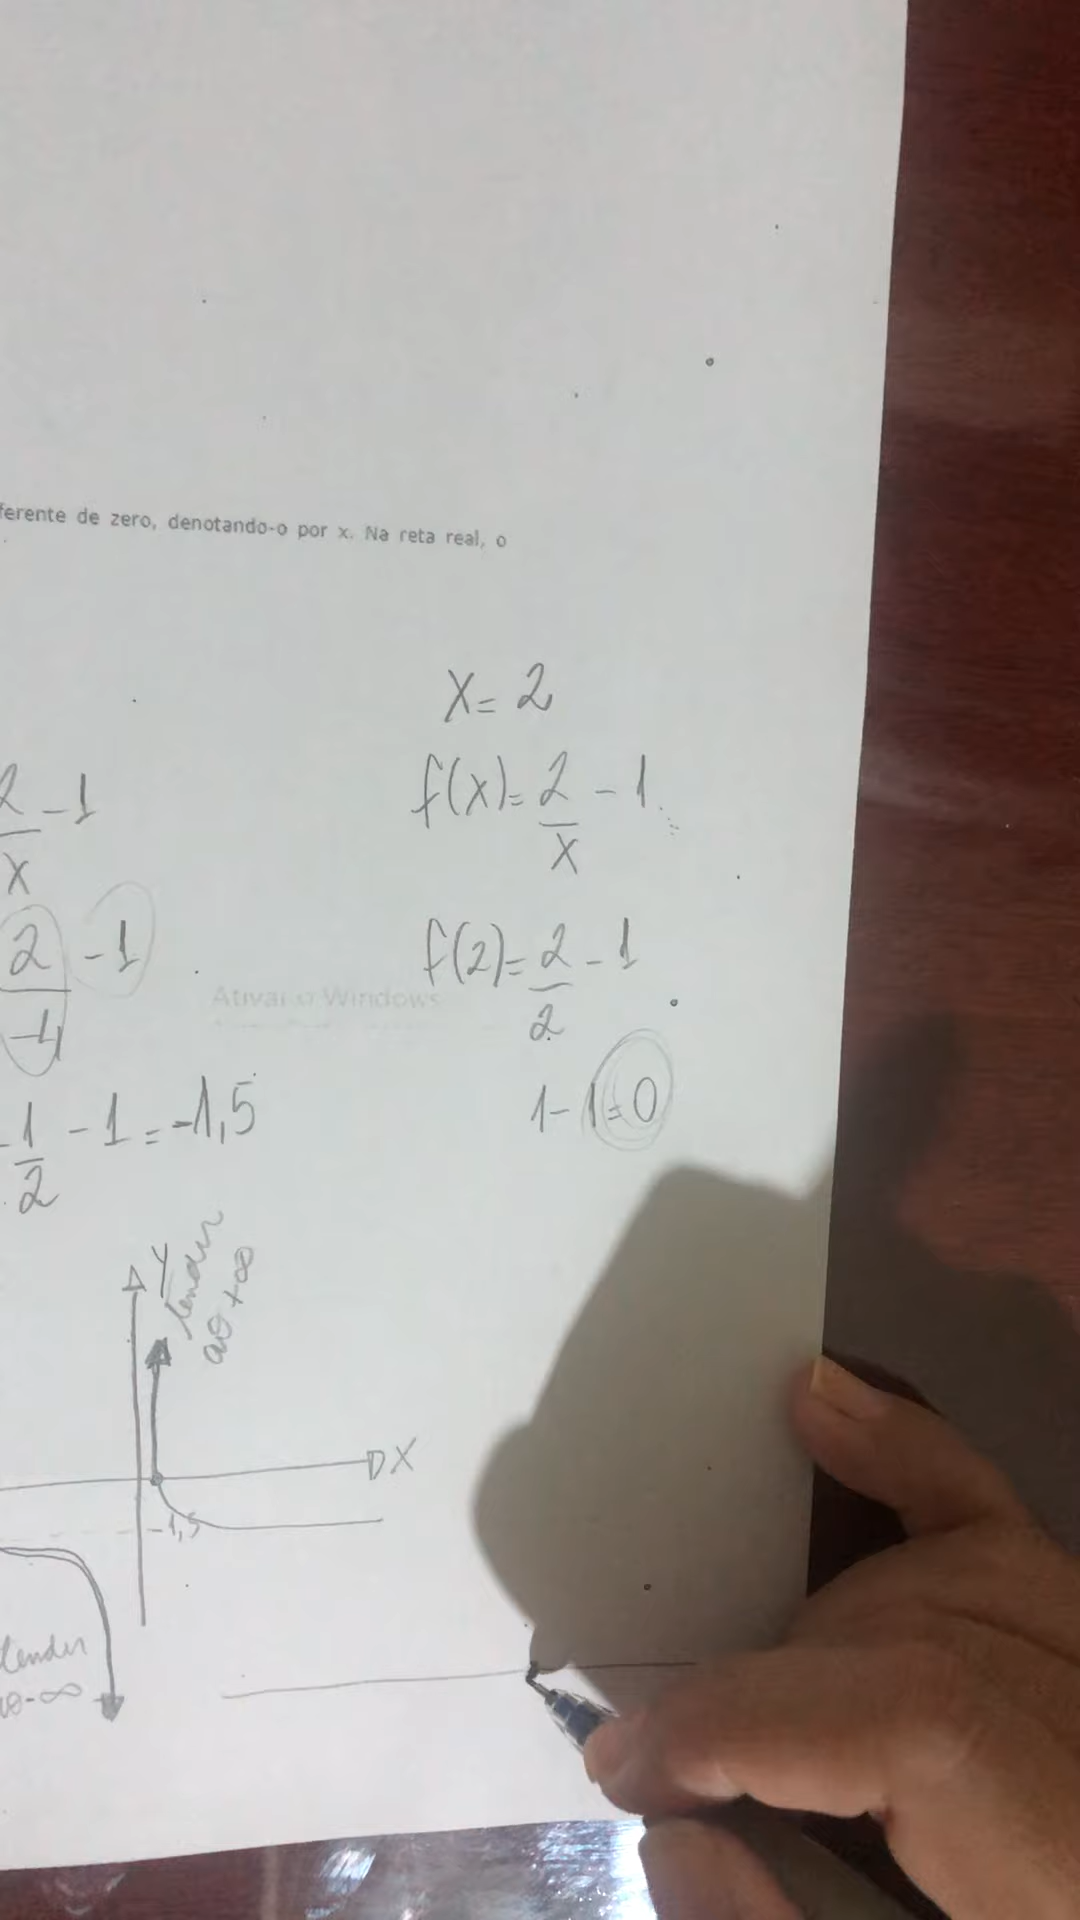 ferente de zero, denotando-o por x. Na reta real, o
x = 2
2/x - 1
f(x) = 2/x - 1
2/-4 - 1
f(2) = 2/2 - 1
Ativar o Windows
-1/2 - 1 = -1,5
1 - 1 = 0
Y
tender
ao +∞
X
-1,5
tender
ao -∞